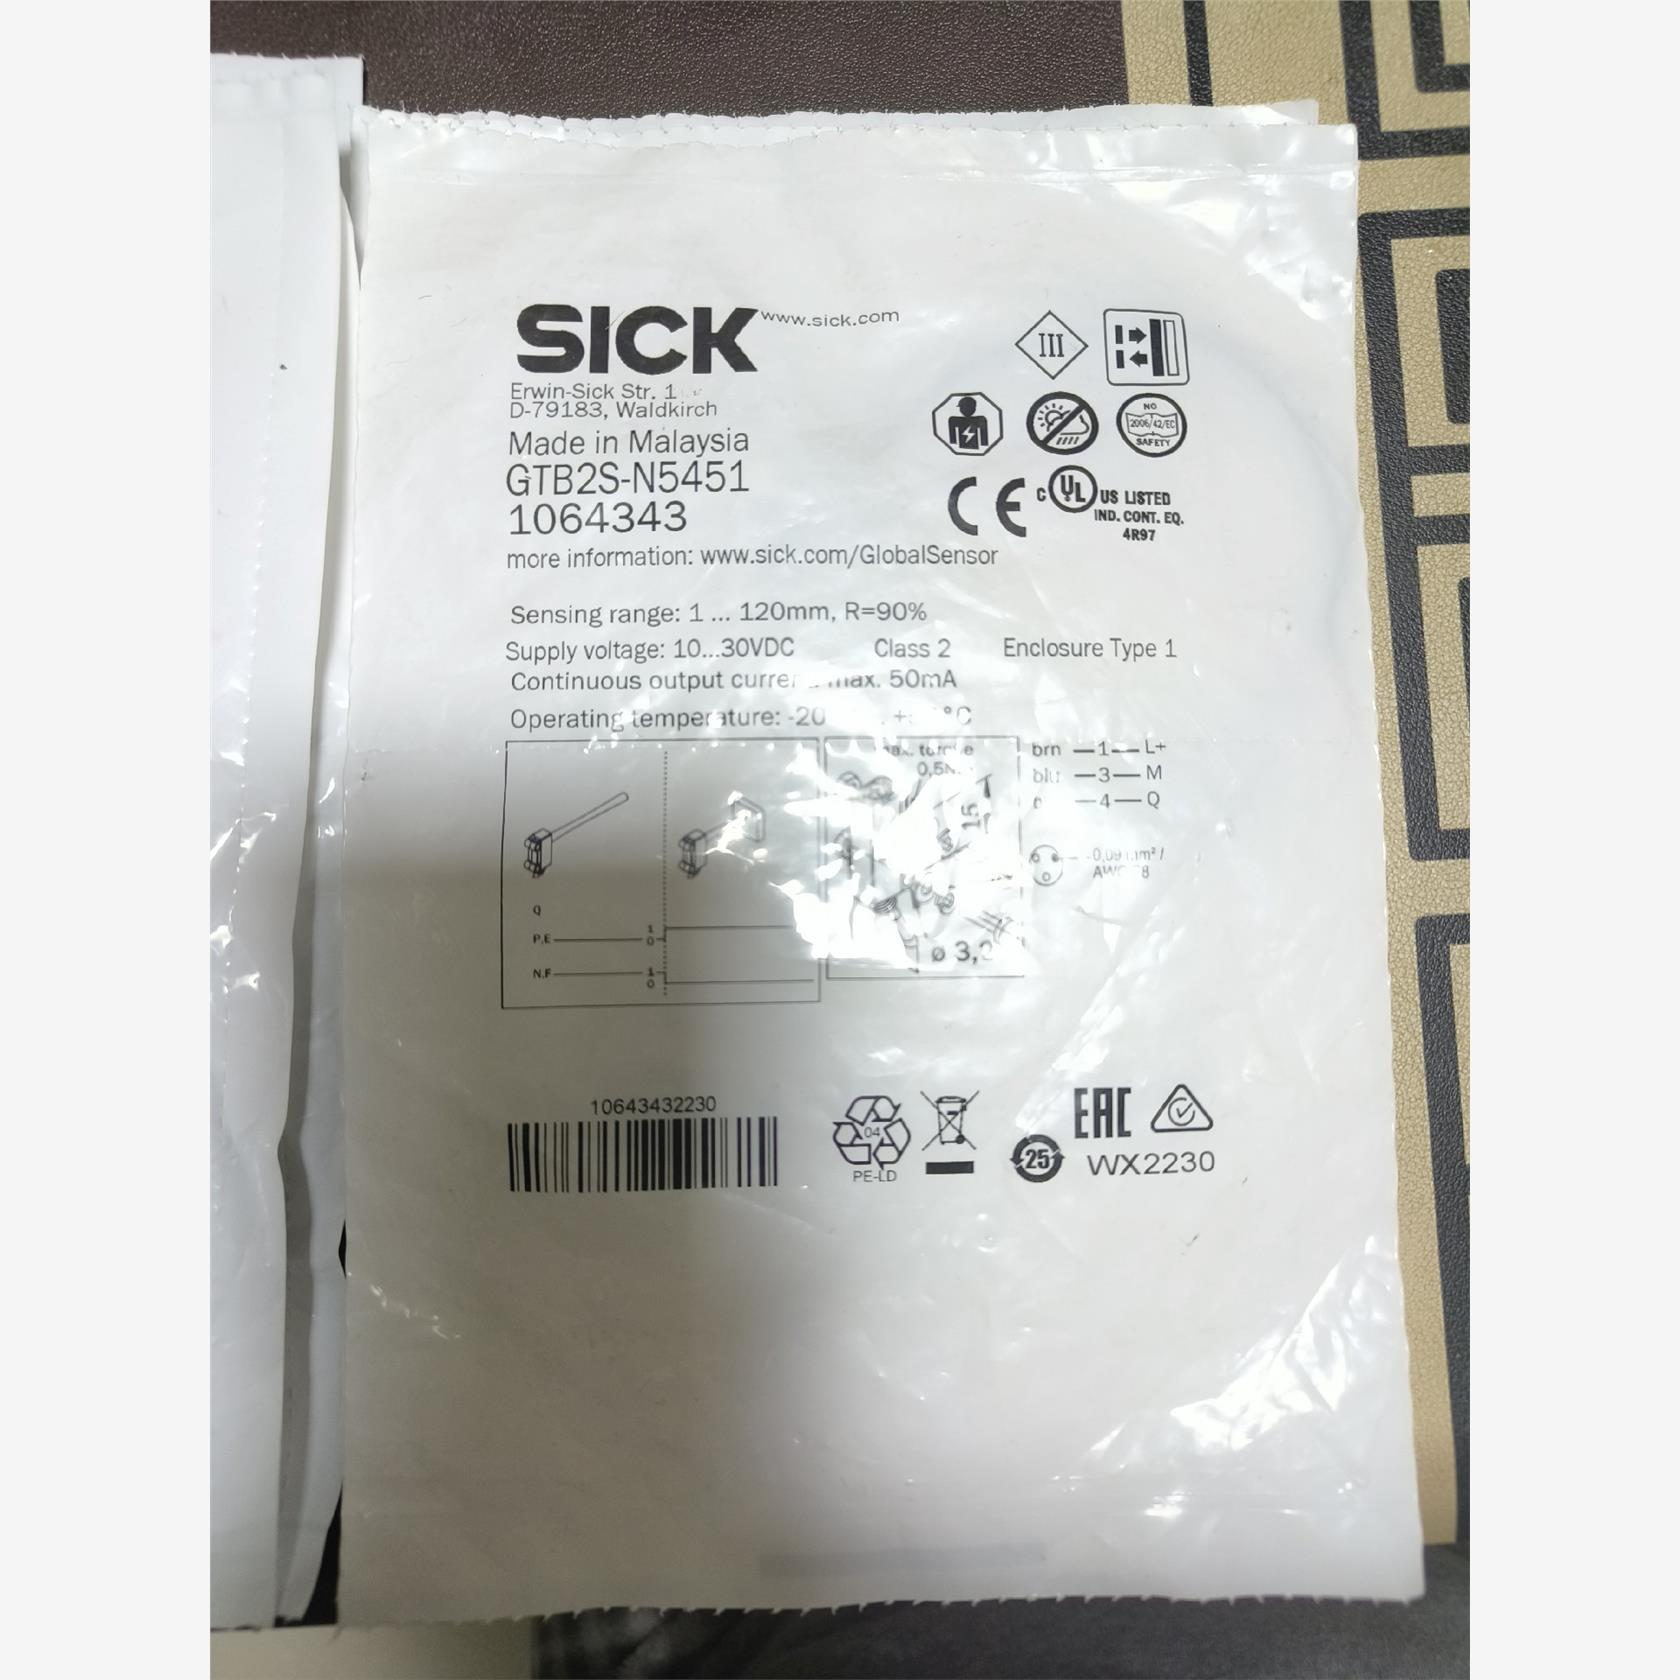 SICK www.sick.com
Erwin-Sick Str. 1
D-79183, Waldkirch
Made in Malaysia
GTB2S-N5451
1064343
more information: www.sick.com/GlobalSensor
III
NO
2006/42/EC
SAFETY
CE
c UL US LISTED
IND. CONT. EQ.
4R97
Sensing range: 1 ... 120mm, R=90%
Supply voltage: 10...30VDC Class 2 Enclosure Type 1
Continuous output max. 50mA
Operating temperature: -20 °C
Q
P.E 1
0
N.F 1
0
15
ø 3,
brn 1 L+
blu 3 M
4 Q
10643432230
04
PE-LD
25
EAC
WX2230